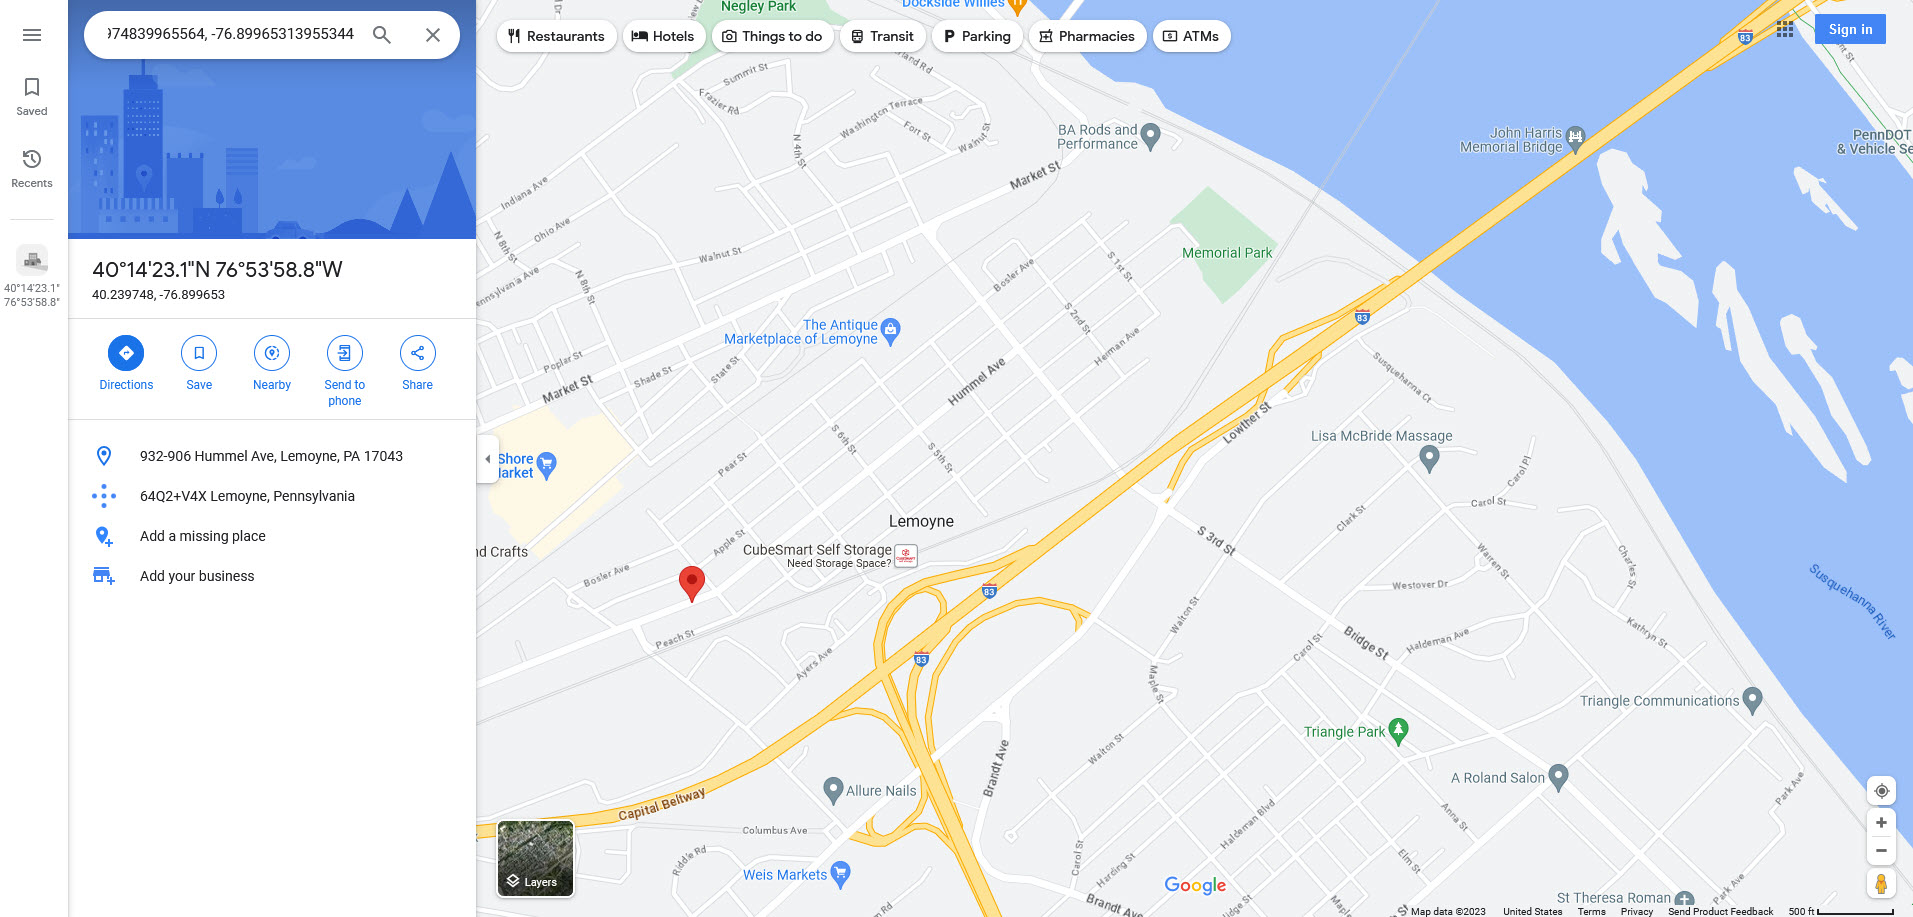 974839965564, -76.89965313955344
Saved
Recents
40°14'23.1"
76°53'58.8"
40°14'23.1"N 76°53'58.8"W
40.239748, -76.899653
Directions
Save
Nearby
Send to
phone
Share
932-906 Hummel Ave, Lemoyne, PA 17043
64Q2+V4X Lemoyne, Pennsylvania
Add a missing place
Add your business
Restaurants
Hotels
Things to do
Transit
Parking
Pharmacies
ATMs
Sign in
Negley Park
Dockside Willies
83
Summit St
Frazier Rd
Washington Terrace
Fort St
Walnut St
N 4th St
BA Rods and
Performance
Market St
John Harris
Memorial Bridge
PennDOT
& Vehicle Se
Indiana Ave
Ohio Ave
N 8th St
Walnut St
Pennsylvania Ave
N 8th St
Bosler Ave
S 1st St
Memorial Park
S 2nd St
Herman Ave
83
The Antique
Marketplace of Lemoyne
Poplar St
Shade St
State St
Market St
Hummel Ave
Susquehanna Ct
Lowther St
Lisa McBride Massage
S 6th St
S 5th St
Pear St
Shore
arket
Carol Pl
Carol St
Clark St
Lemoyne
S 3rd St
Warren St
Charles St
nd Crafts
Apple St
CubeSmart Self Storage
Need Storage Space?
Bosler Ave
83
Westover Dr
Susquehanna River
Walton St
Peach St
Ayers Ave
83
Bridge St
Carol St
Haldeman Ave
Kathryn St
Maple St
Triangle Communications
Triangle Park
Walton St
Brandt Ave
A Roland Salon
Allure Nails
Capital Beltway
Columbus Ave
Park Ave
Anna St
Haldeman Blvd
Elm St
Riddle Rd
Carol St
Harding St
Weis Markets
Layers
Google
Maple St
Park Ave
St Theresa Roman
Brandt Ave
Map data ©2023
United States
Terms
Privacy
Send Product Feedback
500 ft